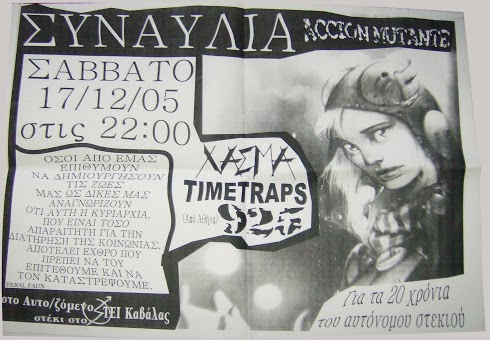 ΣΥΝΑΥΛΙΑ
ACCION MUTANTE
ΣΑΒΒΑΤΟ
17/12/05
στις 22:00
ΧΑΣΜΑ
TIMETRAPS
(Από Αθήνα)
925
ΟΣΟΙ ΑΠΟ ΕΜΑΣ
ΕΠΙΘΥΜΟΥΝ
ΝΑ ΔΗΜΙΟΥΡΓΗΣΟΥΝ
ΤΙΣ ΖΩΕΣ
ΜΑΣ ΩΣ ΔΙΚΕΣ ΜΑΣ
ΑΝΑΓΝΩΡΙΖΟΥΝ
ΟΤΙ ΑΥΤΗ Η ΚΥΡΙΑΡΧΙΑ,
ΠΟΥ ΕΙΝΑΙ ΤΟΣΟ
ΑΠΑΡΑΙΤΗΤΗ ΓΙΑ ΤΗΝ
ΔΙΑΤΗΡΗΣΗ ΤΗΣ ΚΟΙΝΩΝΙΑΣ,
ΑΠΟΤΕΛΕΙ ΕΧΘΡΟ ΠΟΥ
ΠΡΕΠΕΙ ΝΑ ΤΟΥ
ΕΠΙΤΕΘΟΥΜΕ ΚΑΙ ΝΑ
ΤΟΝ ΚΑΤΑΣΤΡΕΨΟΥΜΕ.
FERAL FAUN
στο Αυτο/ζόμενο
στέκι στο ΤΕΙ Καβάλας
Για τα 20 χρόνια
του αυτόνομου στεκιού